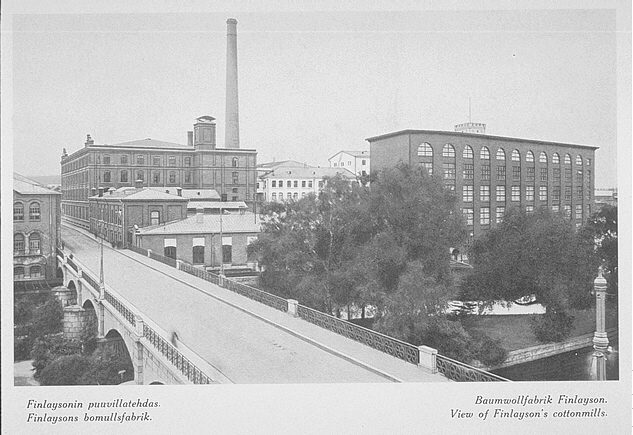 Finlaysonin puuvillatehdas.
Finlaysons bomullsfabrik.
Baumwollfabrik Finlayson.
View of Finlayson's cottonmills.